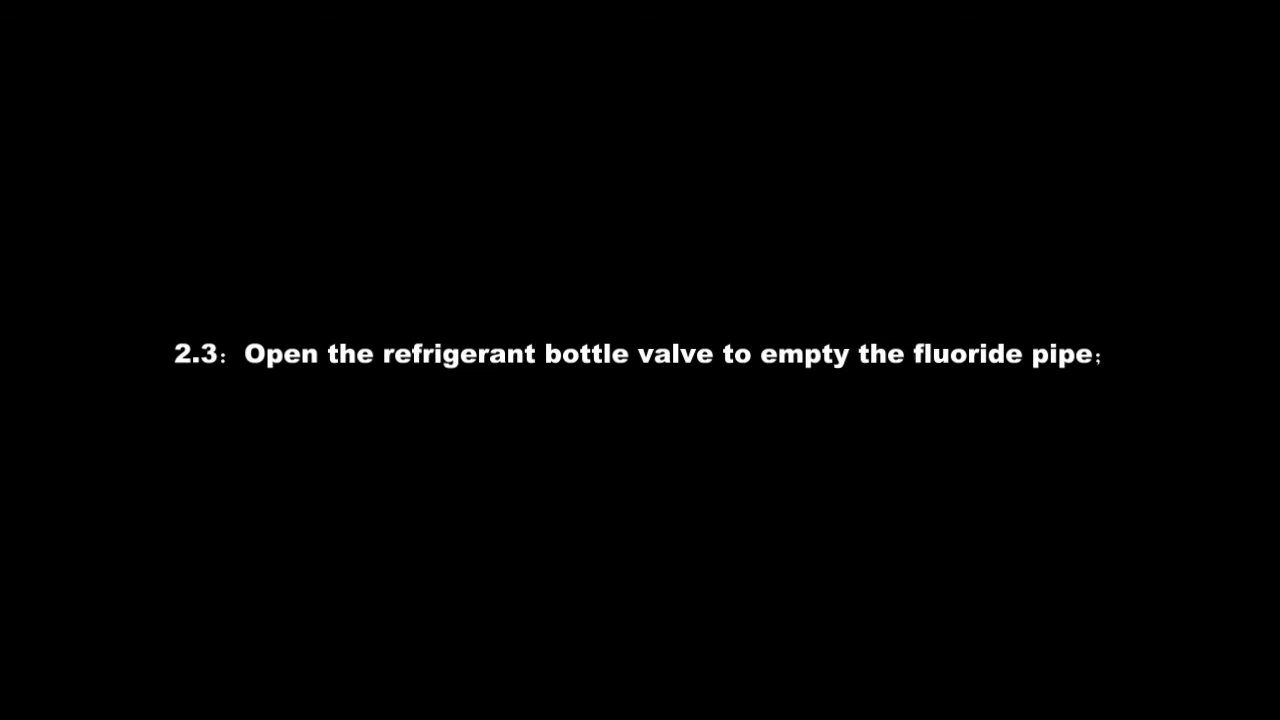 2.3：Open the refrigerant bottle valve to empty the fluoride pipe；